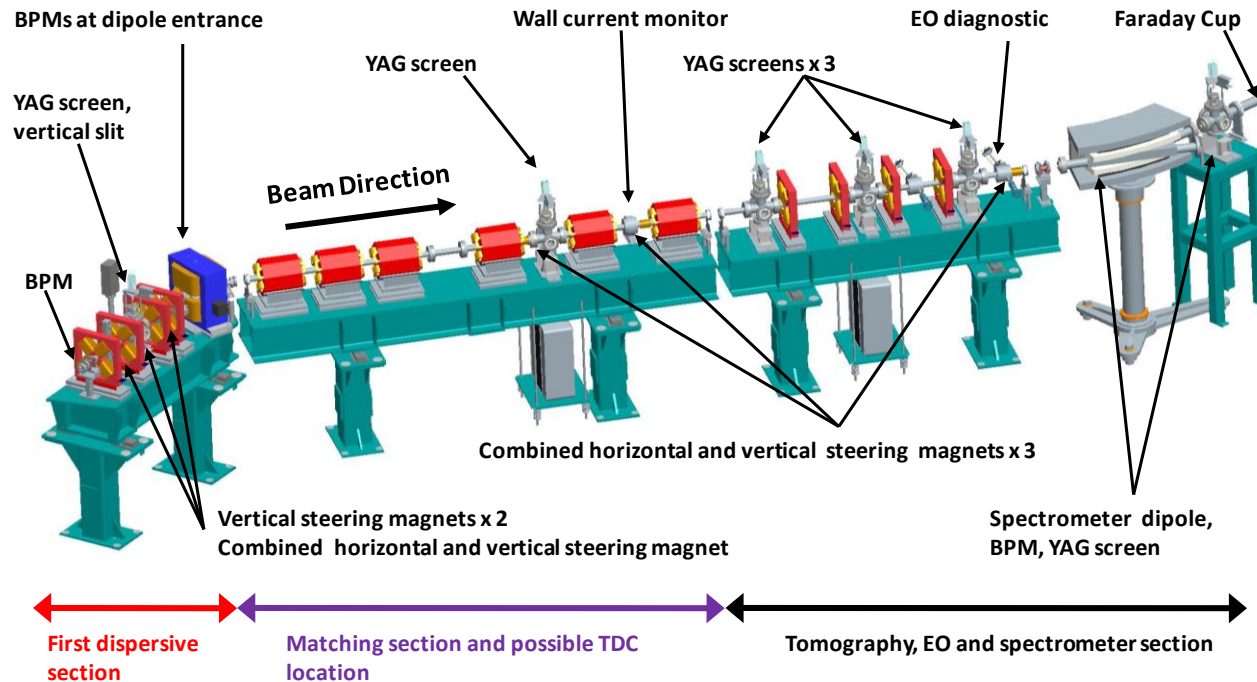 BPMs at dipole entrance
Wall current monitor
EO diagnostic
Faraday Cup
YAG screen
YAG screens x 3
YAG screen,
vertical slit
Beam Direction
BPM
Combined horizontal and vertical steering magnets x 3
Vertical steering magnets x 2
Combined horizontal and vertical steering magnet
Spectrometer dipole,
BPM, YAG screen
First dispersive
section
Matching section and possible TDC
location
Tomography, EO and spectrometer section